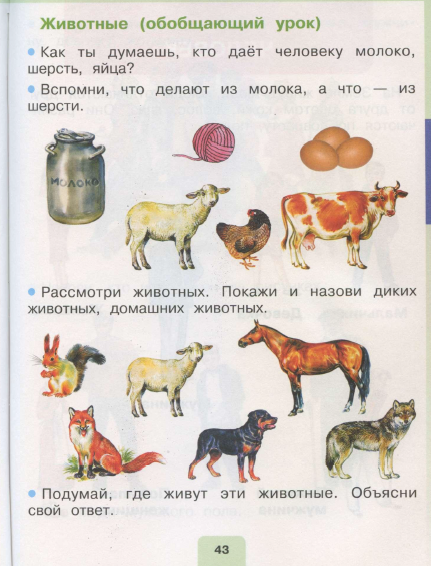 Животные (обобщающий урок)
• Как ты думаешь, кто даёт человеку молоко,
шерсть, яйца?
• Вспомни, что делают из молока, а что — из
шерсти.
МОЛОКО
• Рассмотри животных. Покажи и назови диких
животных, домашних животных.
• Подумай, где живут эти животные. Объясни
свой ответ.
43